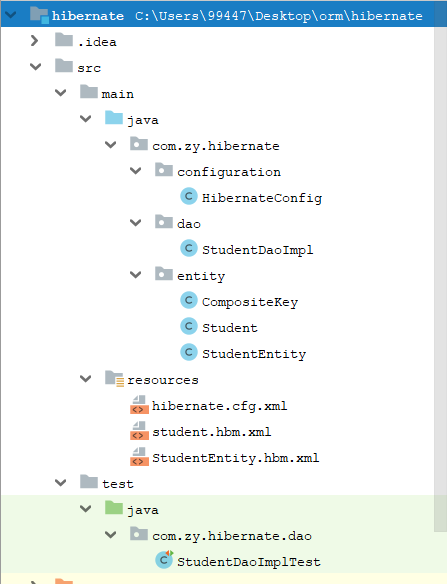 hibernate C:\Users\99447\Desktop\orm\hibernate
.idea
src
main
java
com.zy.hibernate
configuration
HibernateConfig
dao
StudentDaoImpl
entity
CompositeKey
Student
StudentEntity
resources
hibernate.cfg.xml
student.hbm.xml
StudentEntity.hbm.xml
test
java
com.zy.hibernate.dao
StudentDaoImplTest